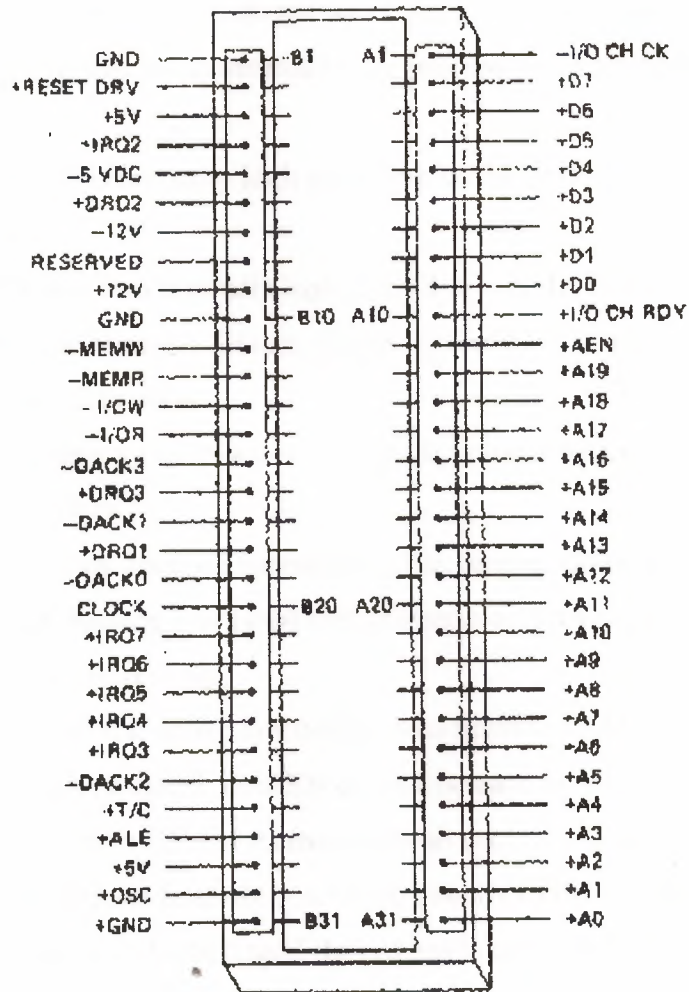 GND B1 A1 -I/O CH CK
+RESET DRV +D7
+5V +D6
+IRQ2 +D5
-5 VDC +D4
+DRQ2 +D3
-12V +D2
RESERVED +D1
+12V +D0
GND B10 A10 +I/O CH RDY
-MEMW +AEN
-MEMR +A19
-I/OW +A18
-I/OR +A17
-DACK3 +A16
+DRQ3 +A15
-DACK1 +A14
+DRQ1 +A13
-DACK0 +A12
CLOCK B20 A20 +A11
+IRQ7 +A10
+IRQ6 +A9
+IRQ5 +A8
+IRQ4 +A7
+IRQ3 +A6
-DACK2 +A5
+T/C +A4
+ALE +A3
+5V +A2
+OSC +A1
+GND B31 A31 +A0